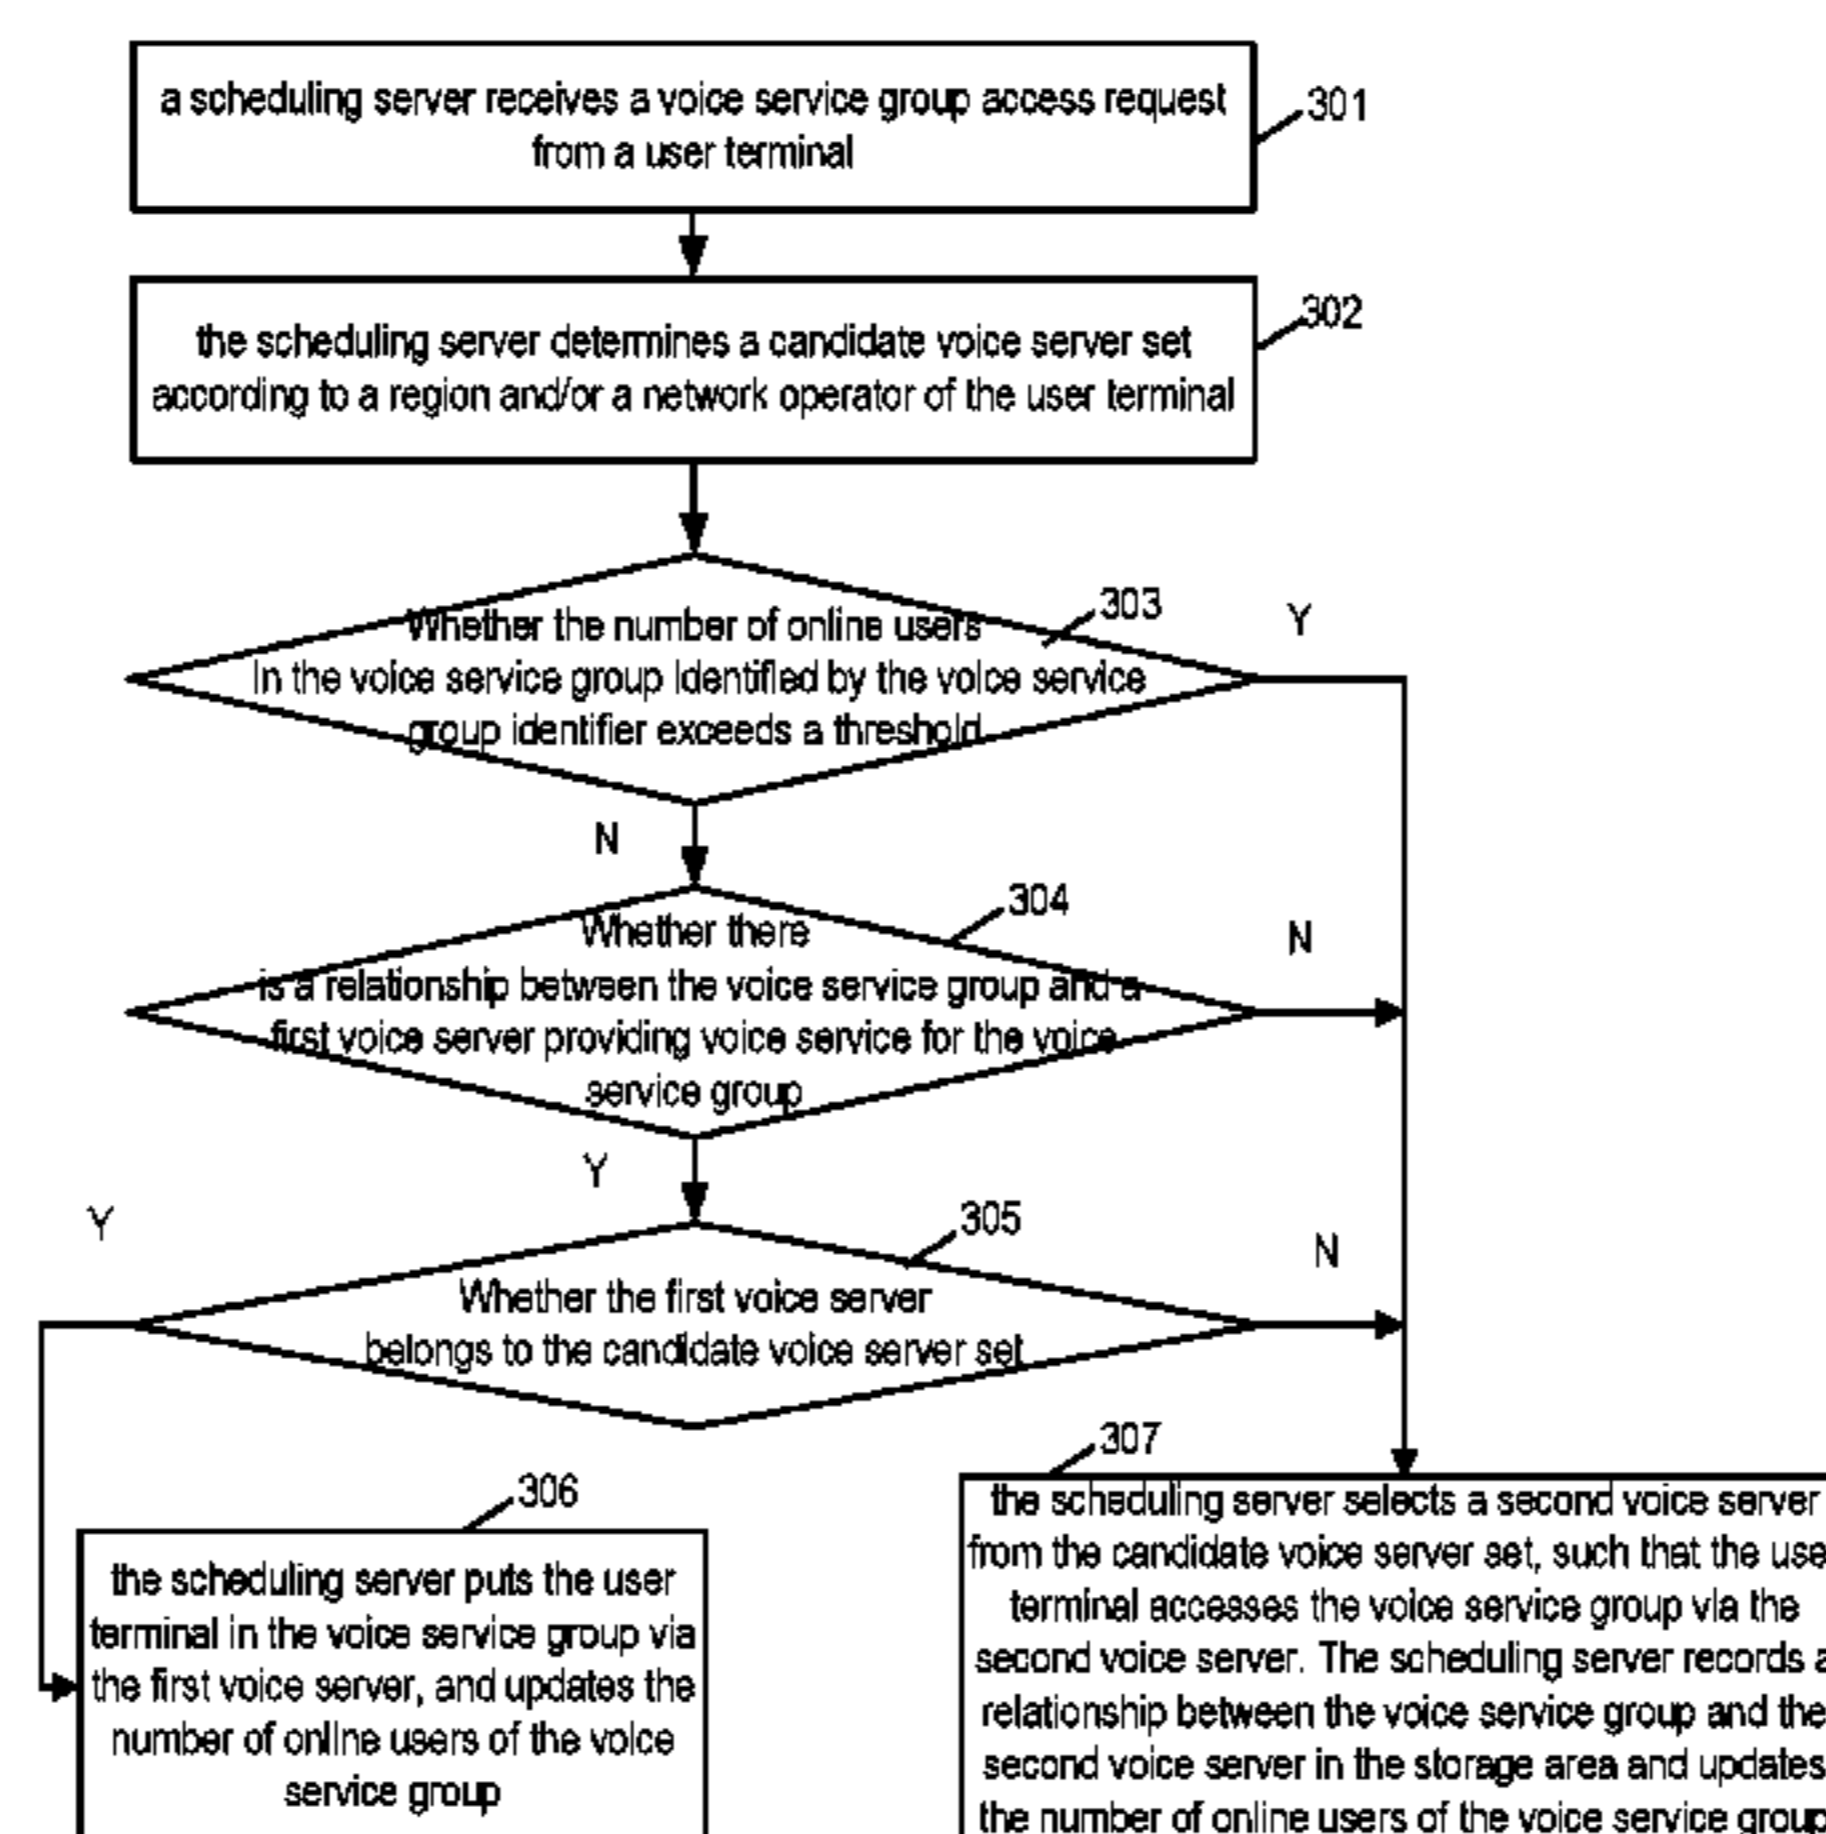 a scheduling server receives a voice service group access request
from a user terminal
301
the scheduling server determines a candidate voice server set
according to a region and/or a network operator of the user terminal
302
Whether the number of online users
In the voice service group identified by the voice service
group identifier exceeds a threshold
303
Y
N
Whether there
is a relationship between the voice service group and a
first voice server providing voice service for the voice
service group
304
N
Y
Y
Whether the first voice server
belongs to the candidate voice server set
305
N
306
the scheduling server puts the user
terminal in the voice service group via
the first voice server, and updates the
number of online users of the voice
service group
307
the scheduling server selects a second voice server
from the candidate voice server set, such that the use
terminal accesses the voice service group via the
second voice server. The scheduling server records a
relationship between the voice service group and the
second voice server in the storage area and updates
the number of online users of the voice service group